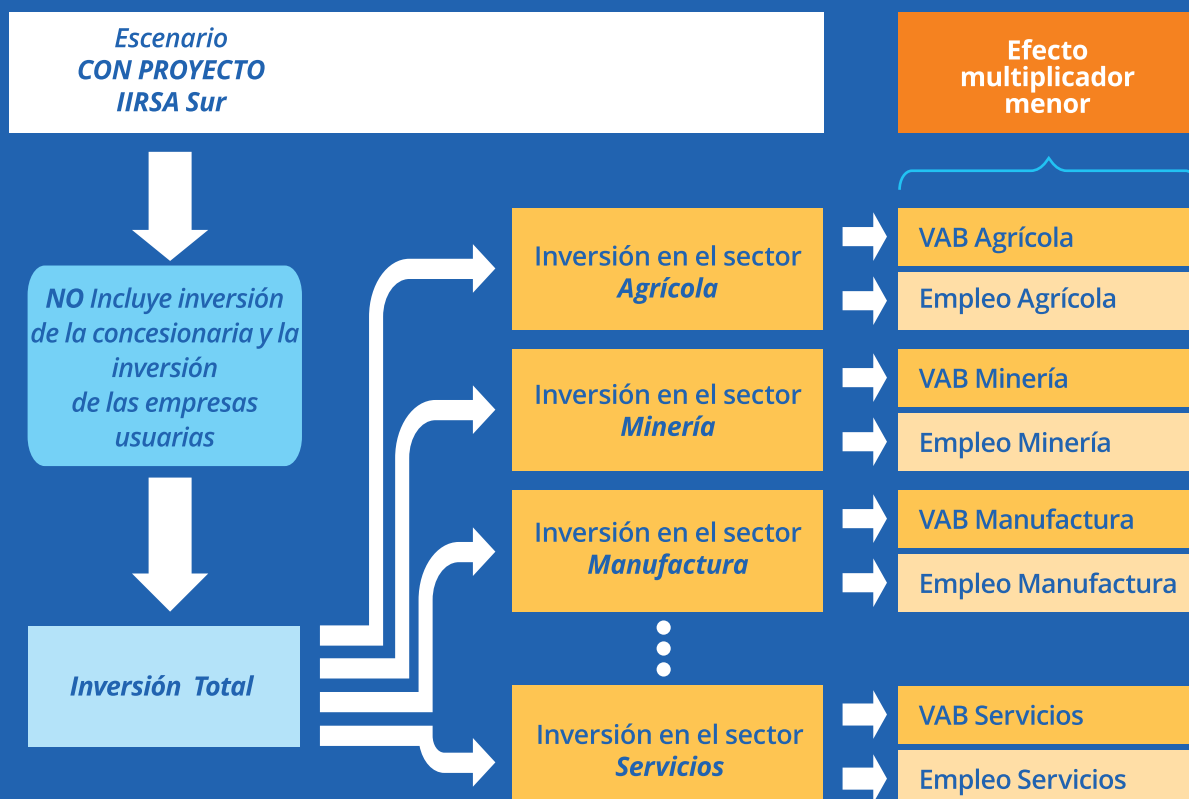 Escenario
CON PROYECTO
IIRSA Sur
Efecto
multiplicador
menor
NO Incluye inversión
de la concesionaria y la
inversión
de las empresas
usuarias
Inversión Total
Inversión en el sector
Agrícola
VAB Agrícola
Empleo Agrícola
Inversión en el sector
Minería
VAB Minería
Empleo Minería
Inversión en el sector
Manufactura
VAB Manufactura
Empleo Manufactura
Inversión en el sector
Servicios
VAB Servicios
Empleo Servicios